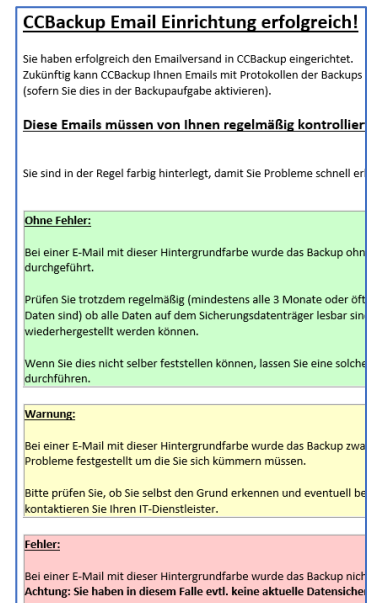 CCBackup Email Einrichtung erfolgreich!
Sie haben erfolgreich den Emailversand in CCBackup eingerichtet.
Zukünftig kann CCBackup Ihnen Emails mit Protokollen der Backups
(sofern Sie dies in der Backupaufgabe aktivieren).
Diese Emails müssen von Ihnen regelmäßig kontrollier
Sie sind in der Regel farbig hinterlegt, damit Sie Probleme schnell er
Ohne Fehler:
Bei einer E-Mail mit dieser Hintergrundfarbe wurde das Backup ohn
durchgeführt.
Prüfen Sie trotzdem regelmäßig (mindestens alle 3 Monate oder öft
Daten sind) ob alle Daten auf dem Sicherungsdatenträger lesbar sin
wiederhergestellt werden können.
Wenn Sie dies nicht selber feststellen können, lassen Sie eine solche
durchführen.
Warnung:
Bei einer E-Mail mit dieser Hintergrundfarbe wurde das Backup zwa
Probleme festgestellt um die Sie sich kümmern müssen.
Bitte prüfen Sie, ob Sie selbst den Grund erkennen und eventuell be
kontaktieren Sie Ihren IT-Dienstleister.
Fehler:
Bei einer E-Mail mit dieser Hintergrundfarbe wurde das Backup nich
Achtung: Sie haben in diesem Falle evtl. keine aktuelle Datensicher